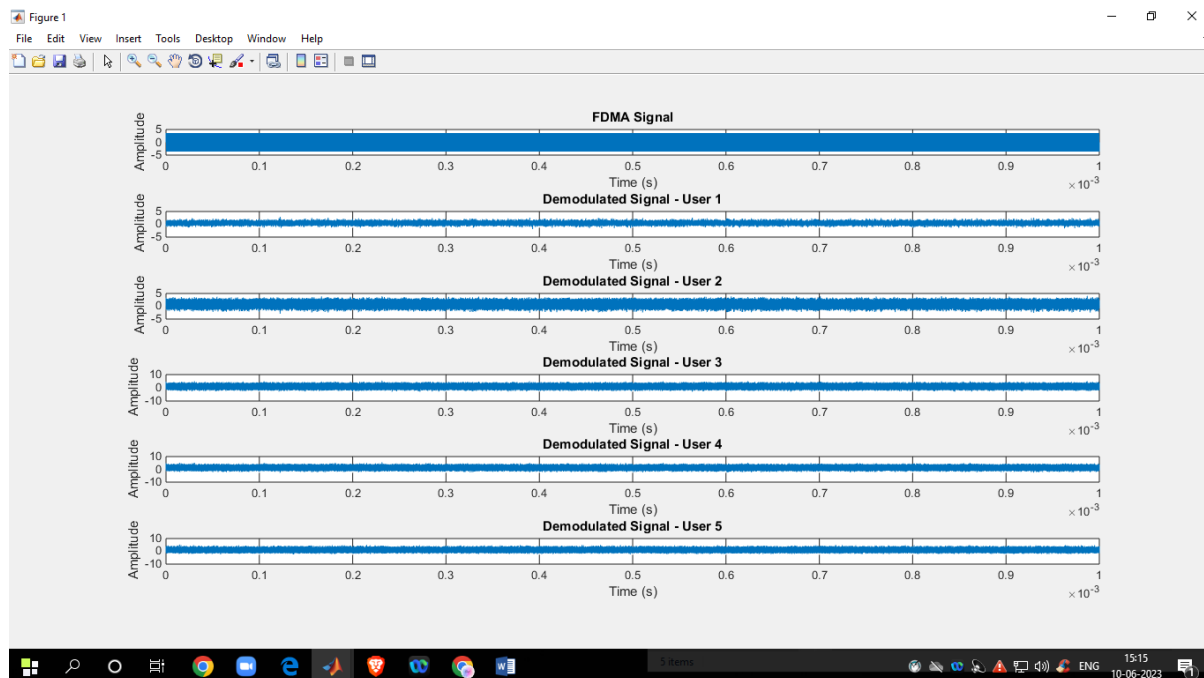 Figure 1
File Edit View Insert Tools Desktop Window Help
FDMA Signal
Amplitude
5
0
-5
0 0.1 0.2 0.3 0.4 0.5 0.6 0.7 0.8 0.9 1
Time (s)
×10-3
Demodulated Signal - User 1
Amplitude
5
0
-5
0 0.1 0.2 0.3 0.4 0.5 0.6 0.7 0.8 0.9 1
Time (s)
×10-3
Demodulated Signal - User 2
Amplitude
5
0
-5
0 0.1 0.2 0.3 0.4 0.5 0.6 0.7 0.8 0.9 1
Time (s)
×10-3
Demodulated Signal - User 3
Amplitude
10
0
-10
0 0.1 0.2 0.3 0.4 0.5 0.6 0.7 0.8 0.9 1
Time (s)
×10-3
Demodulated Signal - User 4
Amplitude
10
0
-10
0 0.1 0.2 0.3 0.4 0.5 0.6 0.7 0.8 0.9 1
Time (s)
×10-3
Demodulated Signal - User 5
Amplitude
10
0
-10
0 0.1 0.2 0.3 0.4 0.5 0.6 0.7 0.8 0.9 1
Time (s)
×10-3
5 items
ENG
15:15
10-06-2023
1